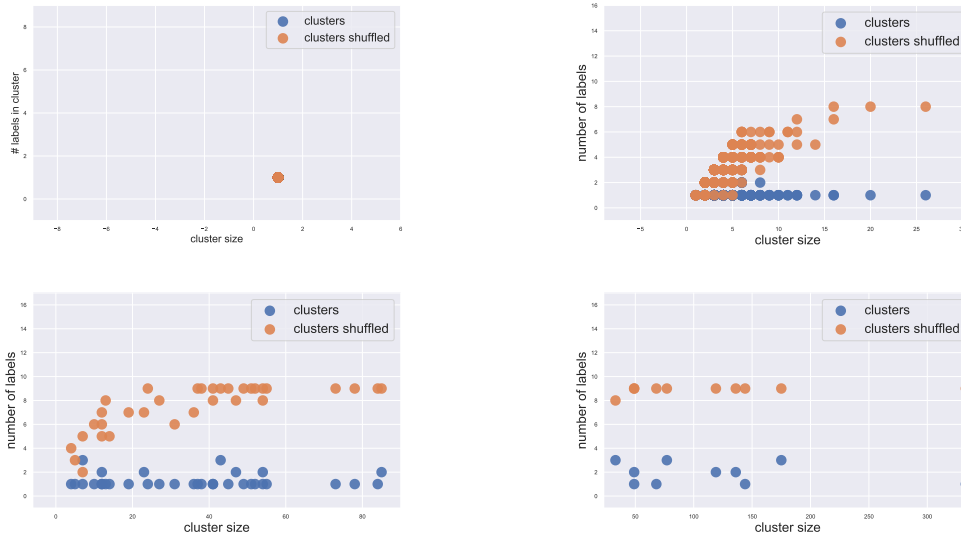 8
6
4
2
0
# labels in cluster
clusters
clusters shuffled
−8 −6 −4 −2 0 2 4 6
cluster size
16
14
12
10
8
6
4
2
0
number of labels
clusters
clusters shuffled
−5 0 5 10 15 20 25
cluster size
16
14
12
10
8
6
4
2
0
number of labels
clusters
clusters shuffled
0 20 40 60 80
cluster size
16
14
12
10
8
6
4
2
0
number of labels
clusters
clusters shuffled
50 100 150 200 250 300
cluster size